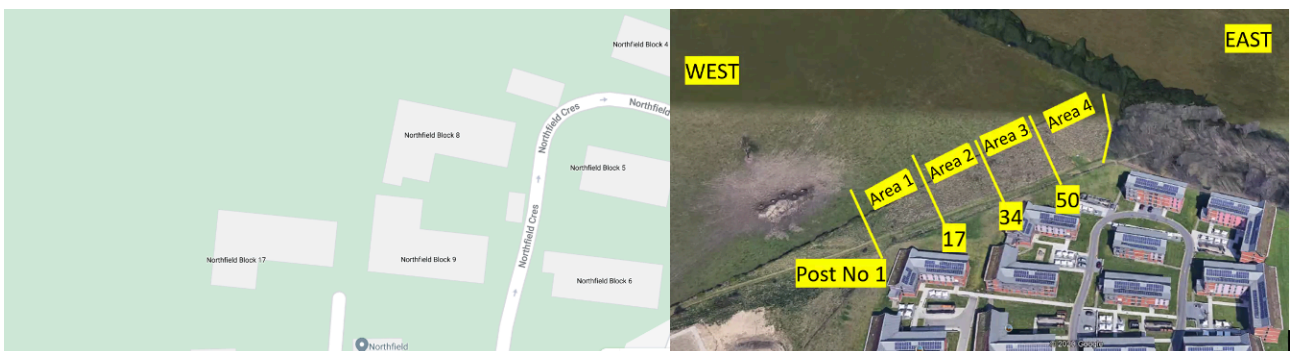 Northfield Block 4
Northfield Cres
Northfield
Northfield Block 8
Northfield Cres
Northfield Block 5
Northfield Block 17
Northfield Block 9
Northfield Cres
Northfield Block 6
Northfield
WEST
EAST
Area 1
Area 2
Area 3
Area 4
Post No 1
17
34
50